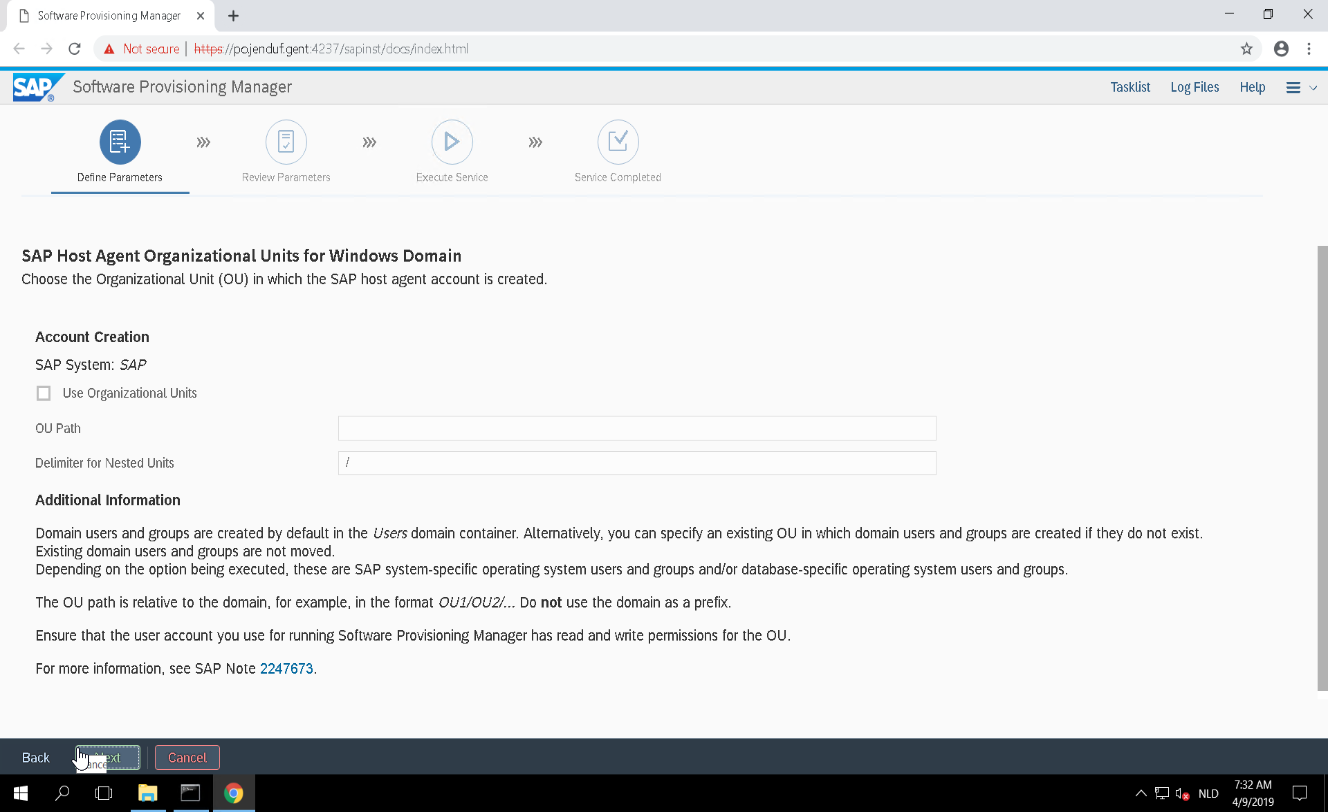 Software Provisioning Manager
Not secure | https://pojenduf.gent:4237/sapinst/docs/index.html
SAP Software Provisioning Manager
Tasklist Log Files Help
Define Parameters Review Parameters Execute Service Service Completed
SAP Host Agent Organizational Units for Windows Domain
Choose the Organizational Unit (OU) in which the SAP host agent account is created.
Account Creation
SAP System: SAP
Use Organizational Units
OU Path
Delimiter for Nested Units /
Additional Information
Domain users and groups are created by default in the Users domain container. Alternatively, you can specify an existing OU in which domain users and groups are created if they do not exist.
Existing domain users and groups are not moved.
Depending on the option being executed, these are SAP system-specific operating system users and groups and/or database-specific operating system users and groups.
The OU path is relative to the domain, for example, in the format OU1/OU2/... Do not use the domain as a prefix.
Ensure that the user account you use for running Software Provisioning Manager has read and write permissions for the OU.
For more information, see SAP Note 2247673.
Back Cancel
NLD
7:32 AM
4/9/2019